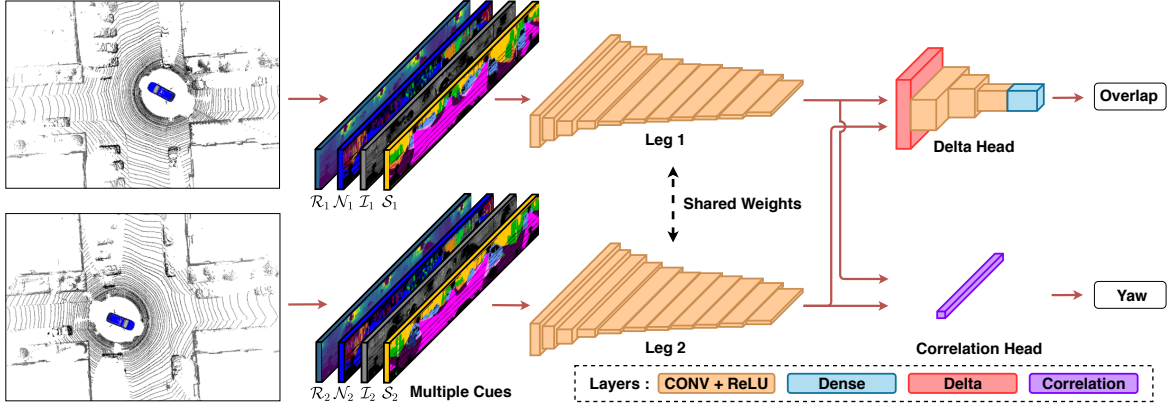 Overlap
Leg 1
Delta Head
R₁ N₁ I₁ S₁
Shared Weights
Yaw
Leg 2
Correlation Head
R₂ N₂ I₂ S₂ Multiple Cues
Layers : CONV + ReLU Dense Delta Correlation